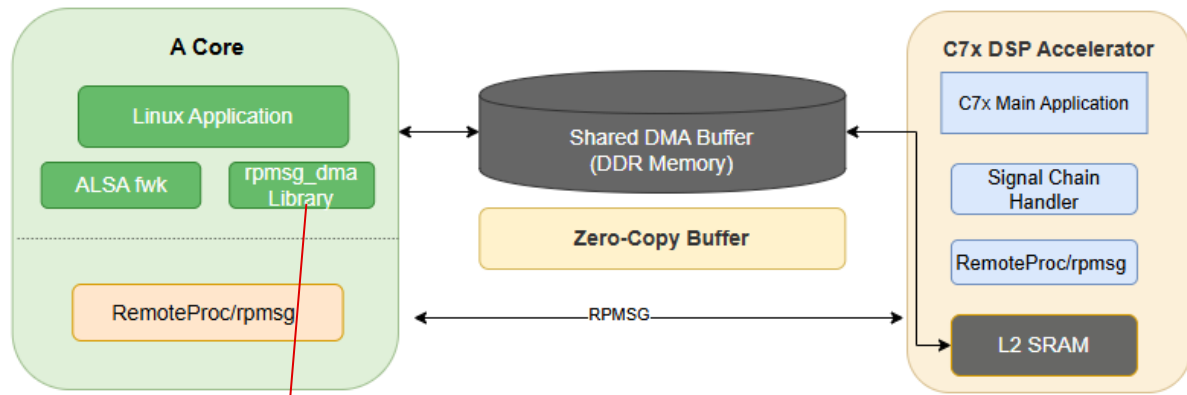 A Core
Linux Application
ALSA fwk
rpmsg_dma
Library
RemoteProc/rpmsg
Shared DMA Buffer
(DDR Memory)
Zero-Copy Buffer
RPMSG
C7x DSP Accelerator
C7x Main Application
Signal Chain
Handler
RemoteProc/rpmsg
L2 SRAM